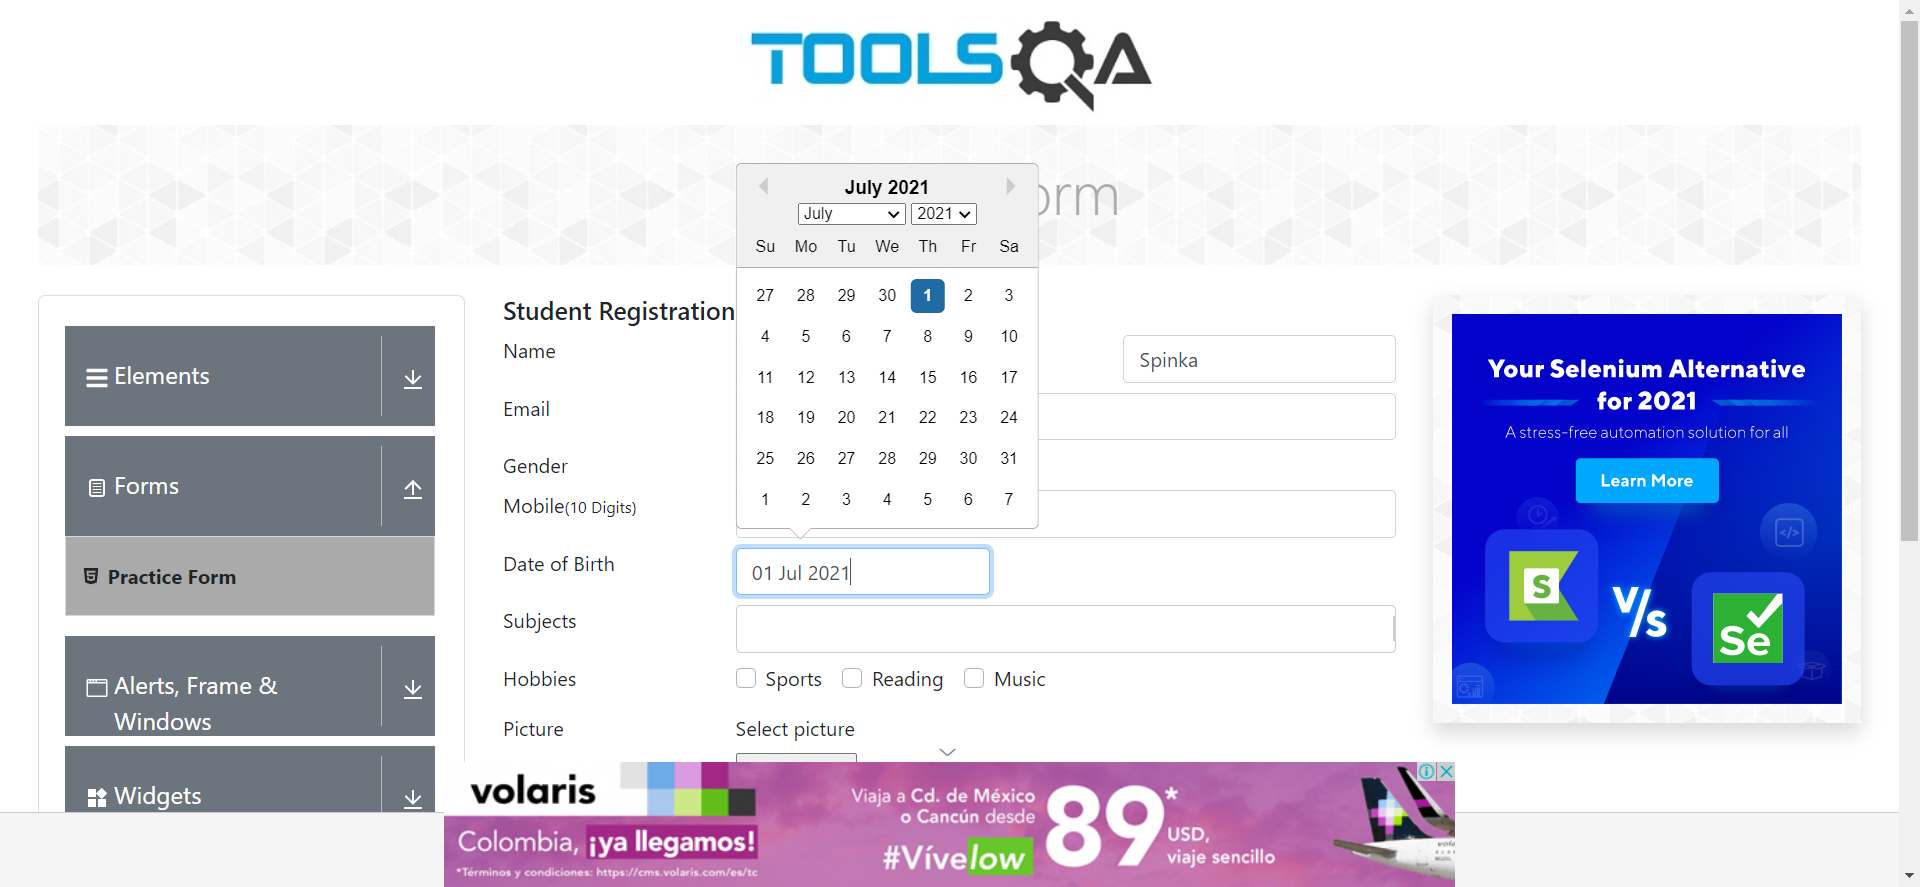 TOOLSQA
orm
July 2021
July 2021
Su Mo Tu We Th Fr Sa
27 28 29 30 1 2 3
4 5 6 7 8 9 10
11 12 13 14 15 16 17
18 19 20 21 22 23 24
25 26 27 28 29 30 31
1 2 3 4 5 6 7
Elements
Forms
Practice Form
Alerts, Frame &
Windows
Widgets
Student Registration
Name
Spinka
Email
Gender
Mobile(10 Digits)
Date of Birth
01 Jul 2021
Subjects
Hobbies
Sports Reading Music
Picture
Select picture
Your Selenium Alternative
for 2021
A stress-free automation solution for all
Learn More
S
V/s
Se
volaris
Colombia, ¡ya llegamos!
*Términos y condiciones: https://cms.volaris.com/es/tc
Viaja a Cd. de México
o Cancún desde
#Vívelow
89*
USD,
viaje sencillo